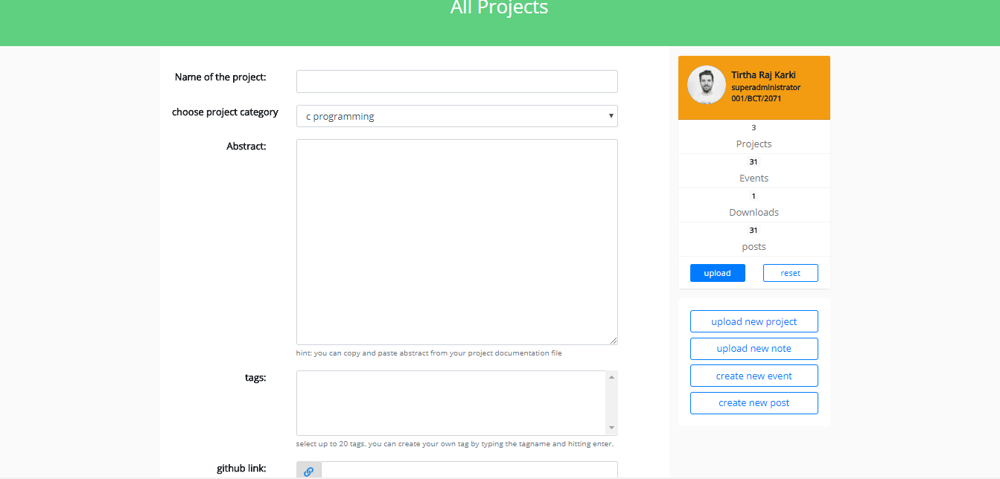 All Projects
Name of the project:
choose project category
c programming
Abstract:
hint: you can copy and paste abstract from your project documentation file
tags:
select up to 20 tags. you can create your own tag by typing the tagname and hitting enter.
github link:
Tirtha Raj Karki
superadministrator
001/BCT/2071
3
Projects
31
Events
1
Downloads
31
posts
upload
reset
upload new project
upload new note
create new event
create new post